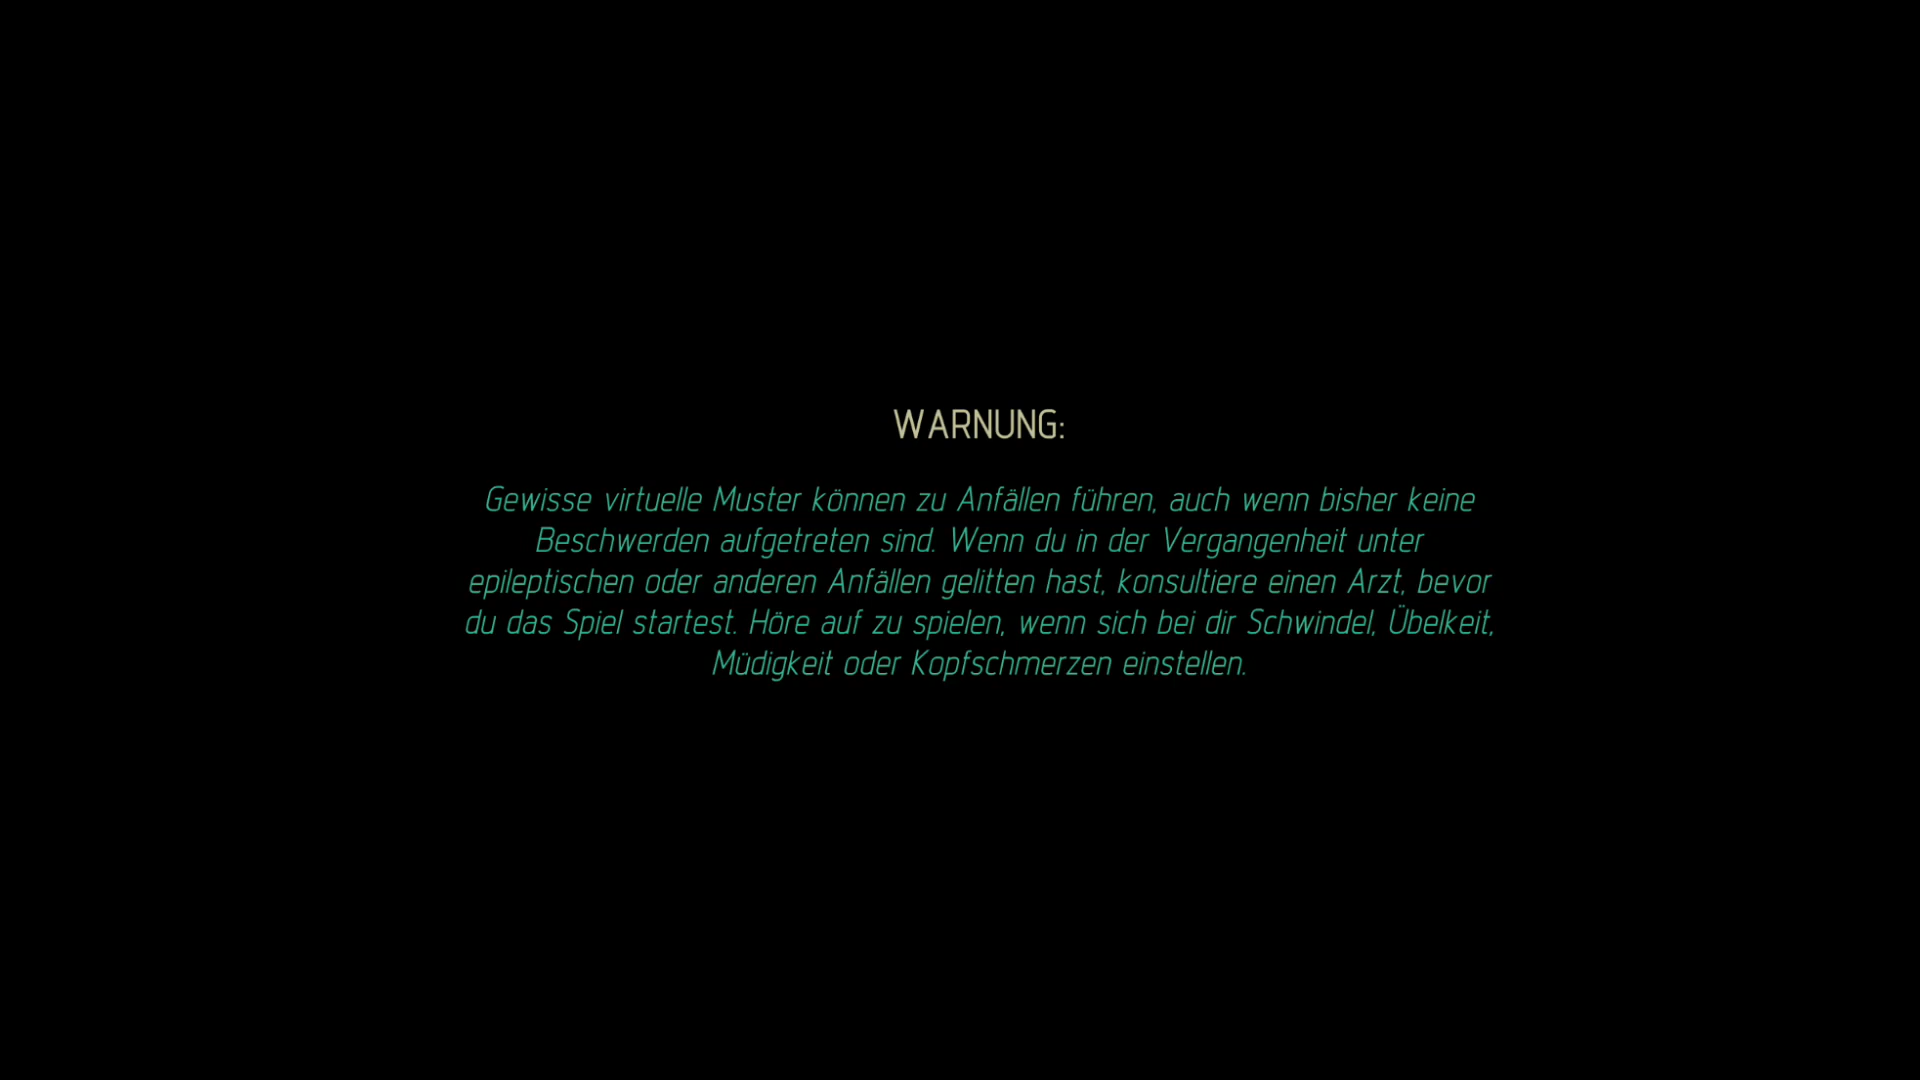 WARNUNG:
Gewisse virtuelle Muster können zu Anfällen führen, auch wenn bisher keine
Beschwerden aufgetreten sind. Wenn du in der Vergangenheit unter
epileptischen oder anderen Anfällen gelitten hast, konsultiere einen Arzt, bevor
du das Spiel startest. Höre auf zu spielen, wenn sich bei dir Schwindel, Übelkeit,
Müdigkeit oder Kopfschmerzen einstellen.